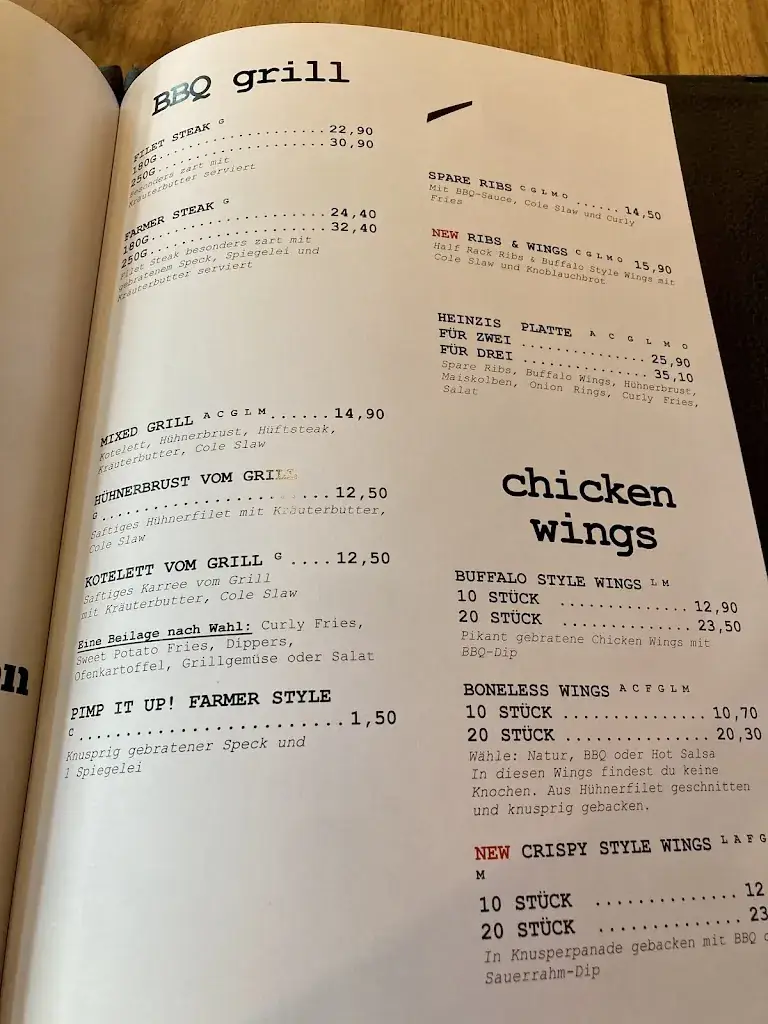 BBQ grill
FILET STEAK G
180G......................22,90
250G......................30,90
Besonders zart mit
Kräuterbutter serviert
FARMER STEAK G
180G......................24,40
250G......................32,40
Filet Steak besonders zart mit
gebratenem Speck, Spiegelei und
Kräuterbutter serviert
MIXED GRILL A C G L M......14,90
Kotelett, Hühnerbrust, Hüftsteak,
Kräuterbutter, Cole Slaw
HÜHNERBRUST VOM GRILL
G......................12,50
Saftiges Hühnerfilet mit Kräuterbutter,
Cole Slaw
KOTELETT VOM GRILL G ....12,50
Saftiges Karree vom Grill
mit Kräuterbutter, Cole Slaw
Eine Beilage nach Wahl: Curly Fries,
Sweet Potato Fries, Dippers,
Ofenkartoffel, Grillgemüse oder Salat
PIMP IT UP! FARMER STYLE
C......................1,50
Knusprig gebratener Speck und
1 Spiegelei
SPARE RIBS C G L M O ...... 14,50
Mit BBQ-Sauce, Cole Slaw und Curly
Fries
NEW RIBS & WINGS C G L M O 15,90
Half Rack Ribs & Buffalo Style Wings mit
Cole Slaw und Knoblauchbrot
HEINZIS PLATTE A C G L M O
FÜR ZWEI ............... 25,90
FÜR DREI ............... 35,10
Spare Ribs, Buffalo Wings, Hühnerbrust,
Maiskolben, Onion Rings, Curly Fries,
Salat
chicken
wings
BUFFALO STYLE WINGS L M
10 STÜCK ............... 12,90
20 STÜCK ............... 23,50
Pikant gebratene Chicken Wings mit
BBQ-Dip
BONELESS WINGS A C F G L M
10 STÜCK ............... 10,70
20 STÜCK ............... 20,30
Wähle: Natur, BBQ oder Hot Salsa
In diesen Wings findest du keine
Knochen. Aus Hühnerfilet geschnitten
und knusprig gebacken.
NEW CRISPY STYLE WINGS L A F G
M
10 STÜCK ............... 12
20 STÜCK ............... 23
In Knusperpanade gebacken mit BBQ
Sauerrahm-Dip